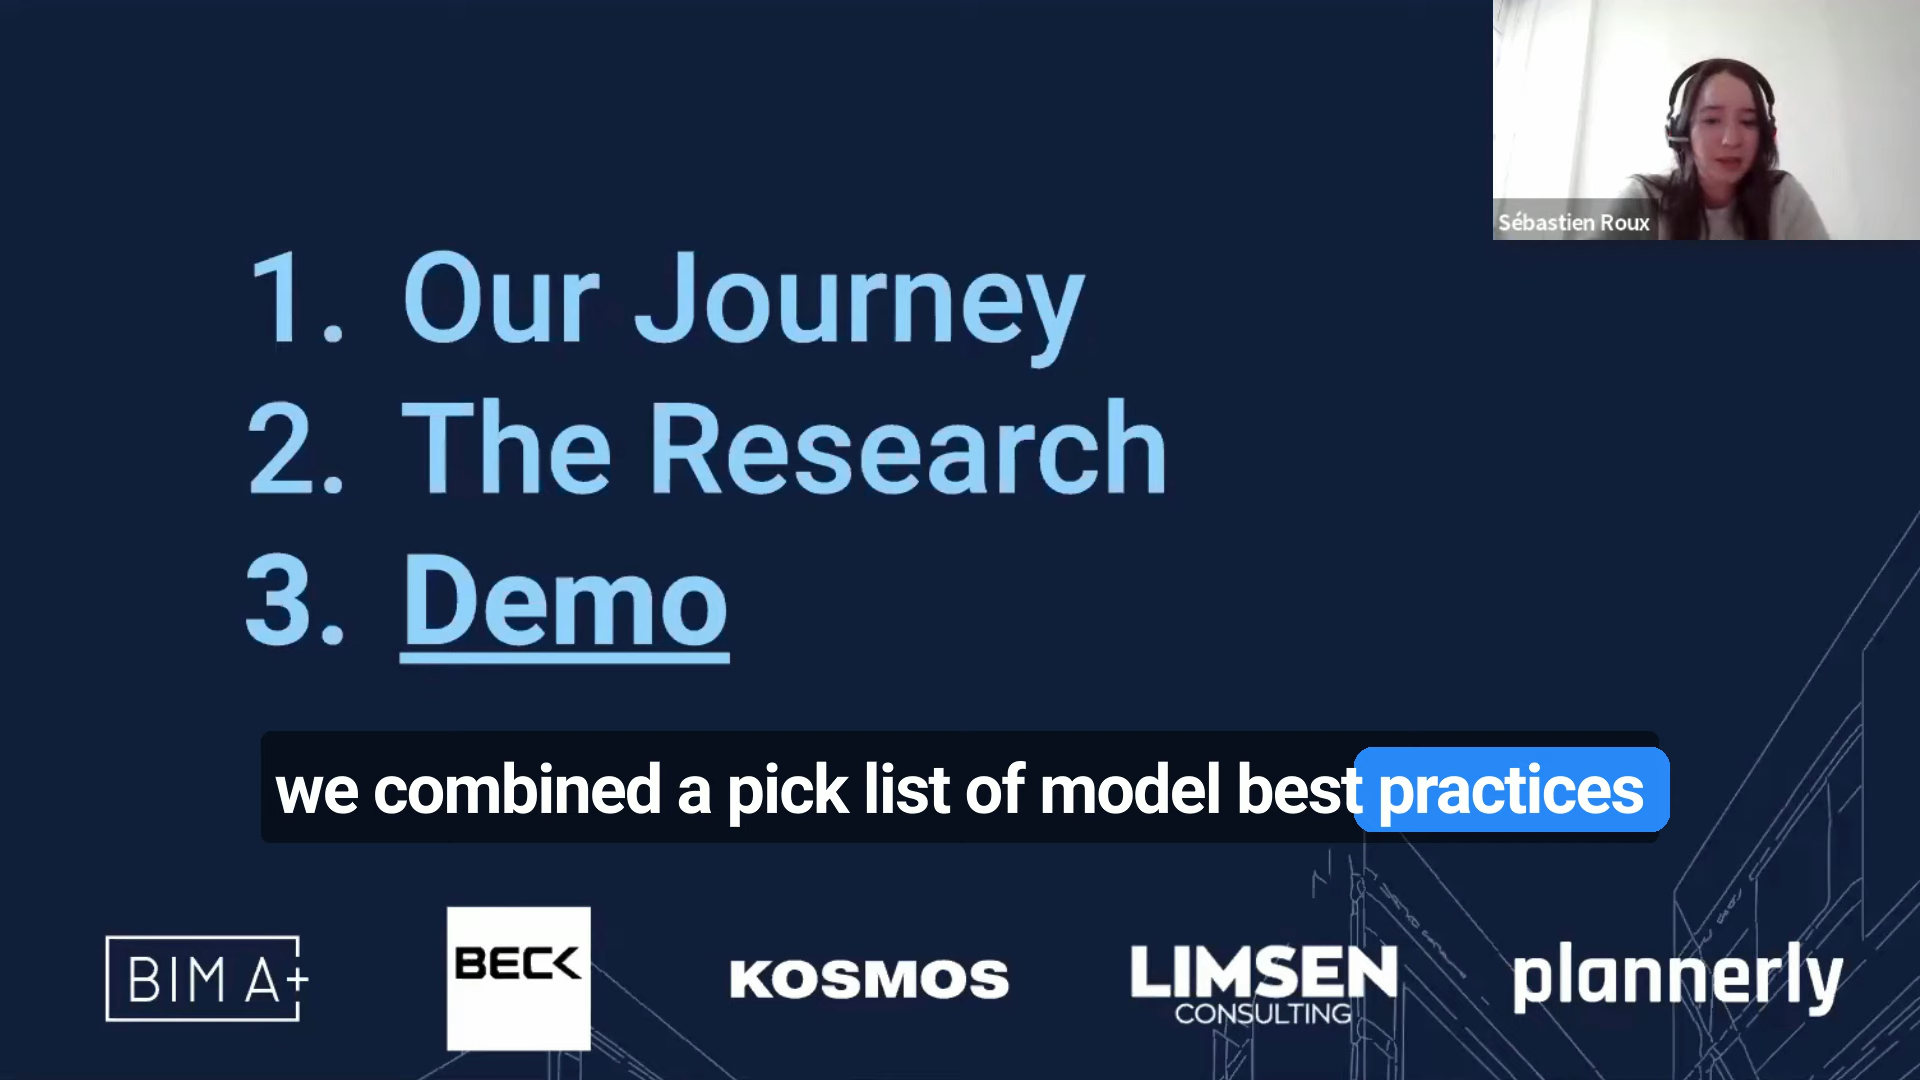 Sébastien Roux
1. Our Journey
2. The Research
3. Demo
we combined a pick list of model best practices
BIM A+
BECK
KOSMOS
LIMSEN
CONSULTING
plannerly